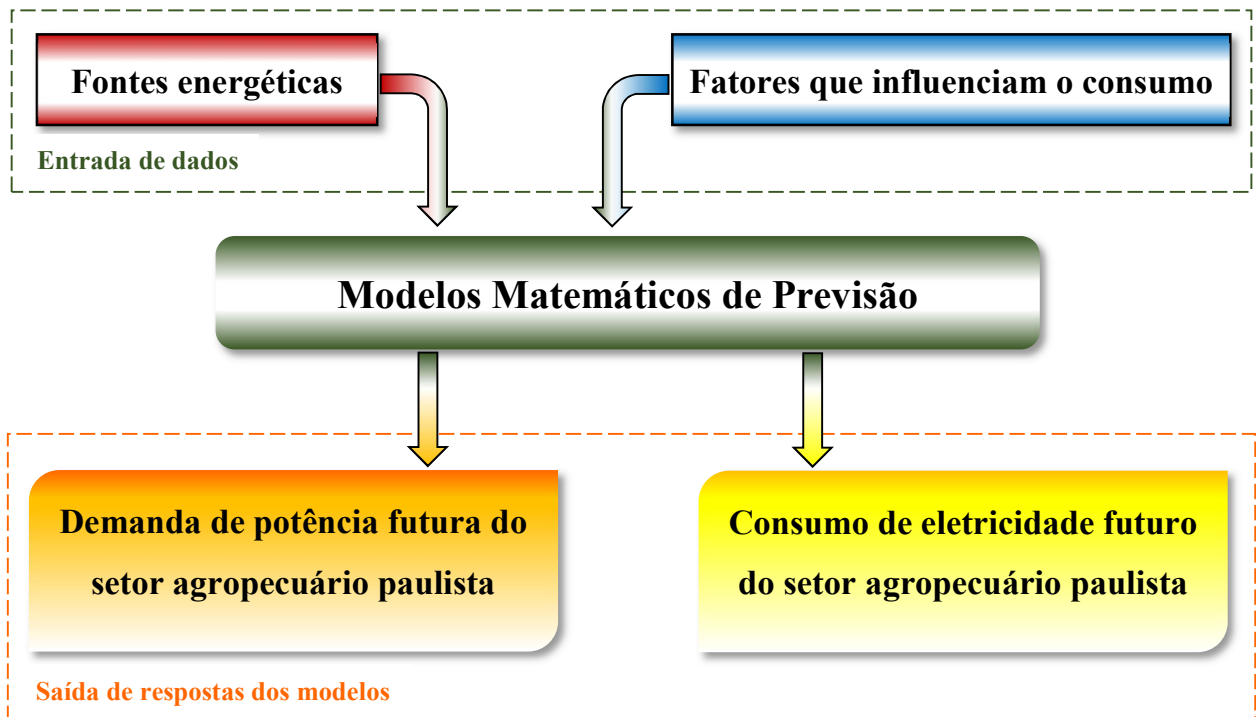 Fontes energéticas
Fatores que influenciam o consumo
Entrada de dados
Modelos Matemáticos de Previsão
Demanda de potência futura do
setor agropecuário paulista
Consumo de eletricidade futuro
do setor agropecuário paulista
Saída de respostas dos modelos